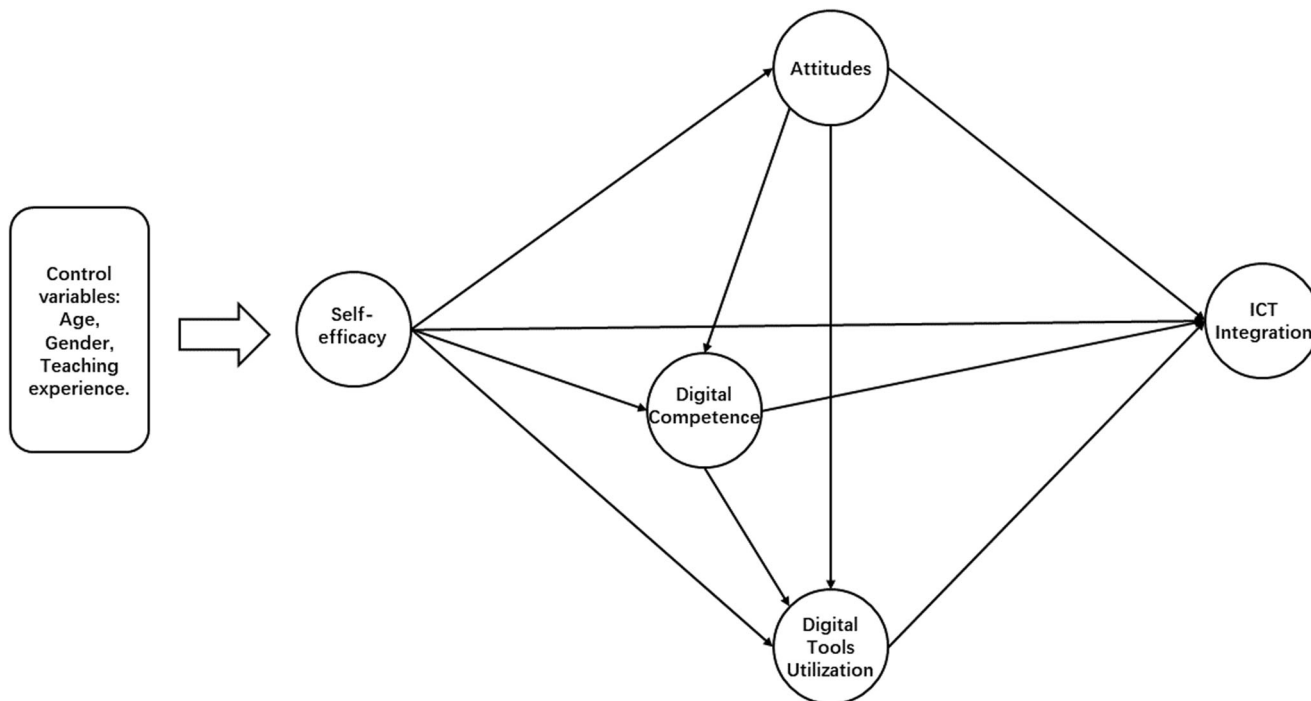 Attitudes
Control
variables:
Age,
Gender,
Teaching
experience.
Self-
efficacy
ICT
Integration
Digital
Competence
Digital
Tools
Utilization